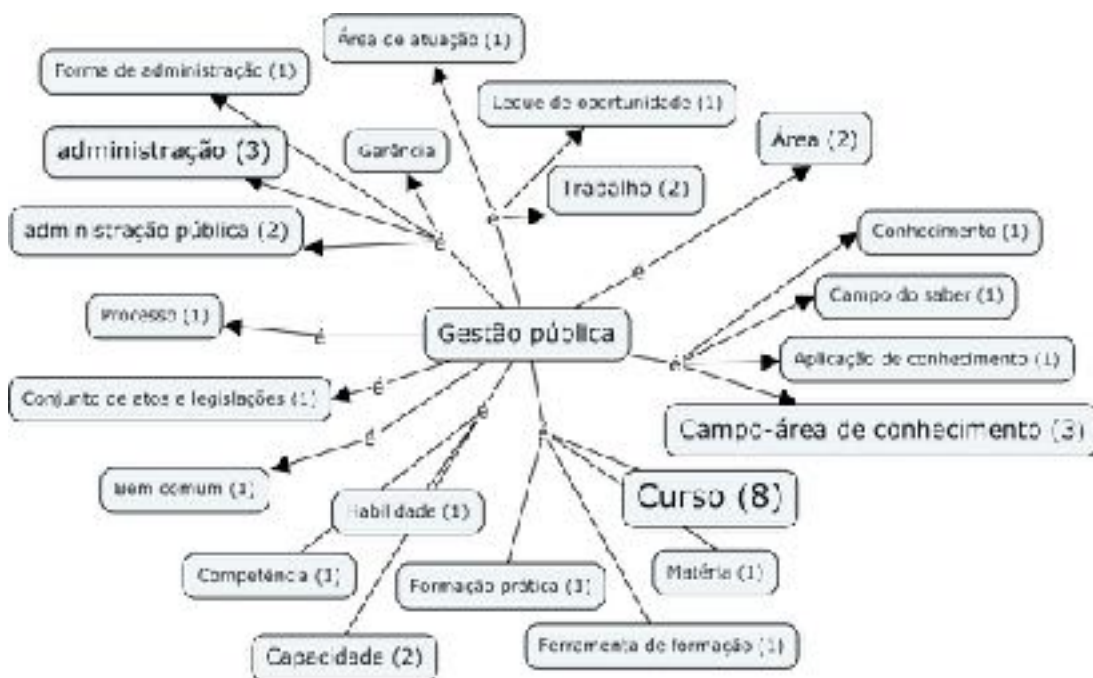 Área de atuação (1)
Forma de administração (1)
Leque de oportunidade (1)
administração (3)
Gerência
Área (2)
Trabalho (2)
administração pública (2)
Conhecimento (1)
Campo do saber (1)
Processo (1)
é
Gestão pública
Aplicação de conhecimento (1)
Conjunto de atos e legislações (1)
é
Campo-área de conhecimento (3)
é
Bem comum (1)
Habilidade (1)
Curso (8)
Competência (1)
Formação prática (1)
Matéria (1)
Capacidade (2)
Ferramenta de formação (1)